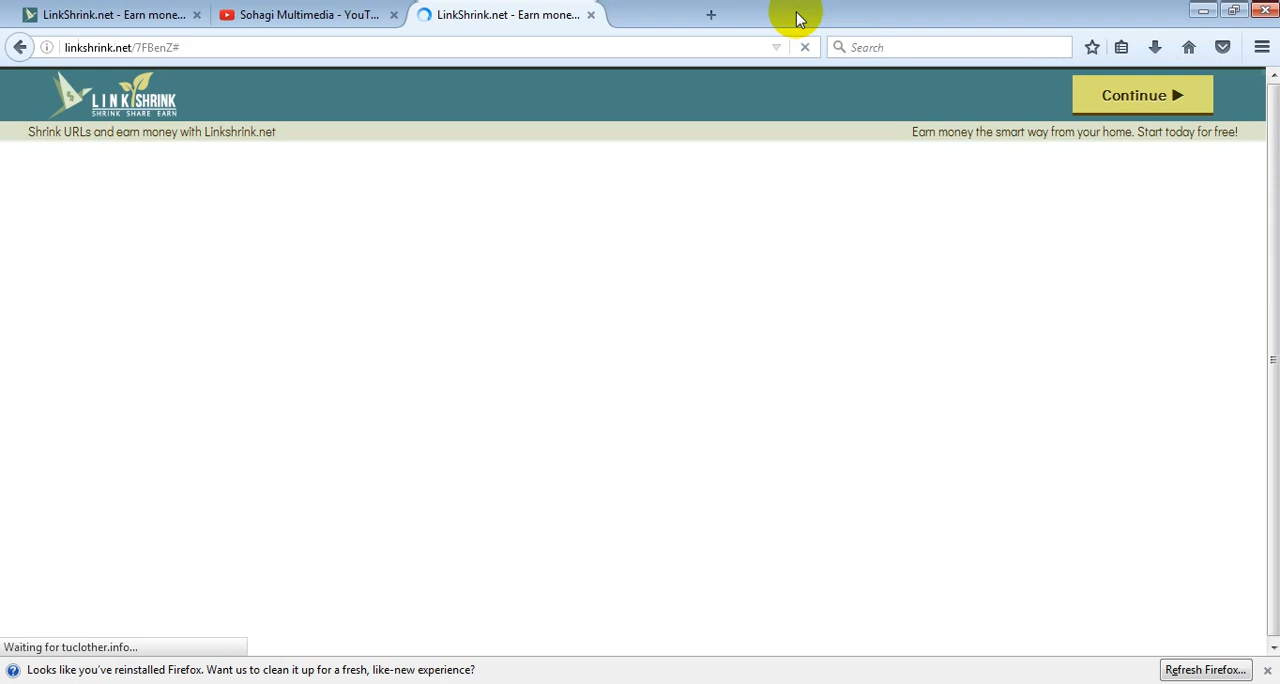 LinkShrink.net - Earn mone...
Sohagi Multimedia - YouT...
LinkShrink.net - Earn mone...
linkshrink.net/7FBenZ#
Search
LINKSHRINK
SHRINK SHARE EARN
Continue
Shrink URLs and earn money with Linkshrink.net
Earn money the smart way from your home. Start today for free!
Waiting for tuclother.info...
Looks like you've reinstalled Firefox. Want us to clean it up for a fresh, like-new experience?
Refresh Firefox...